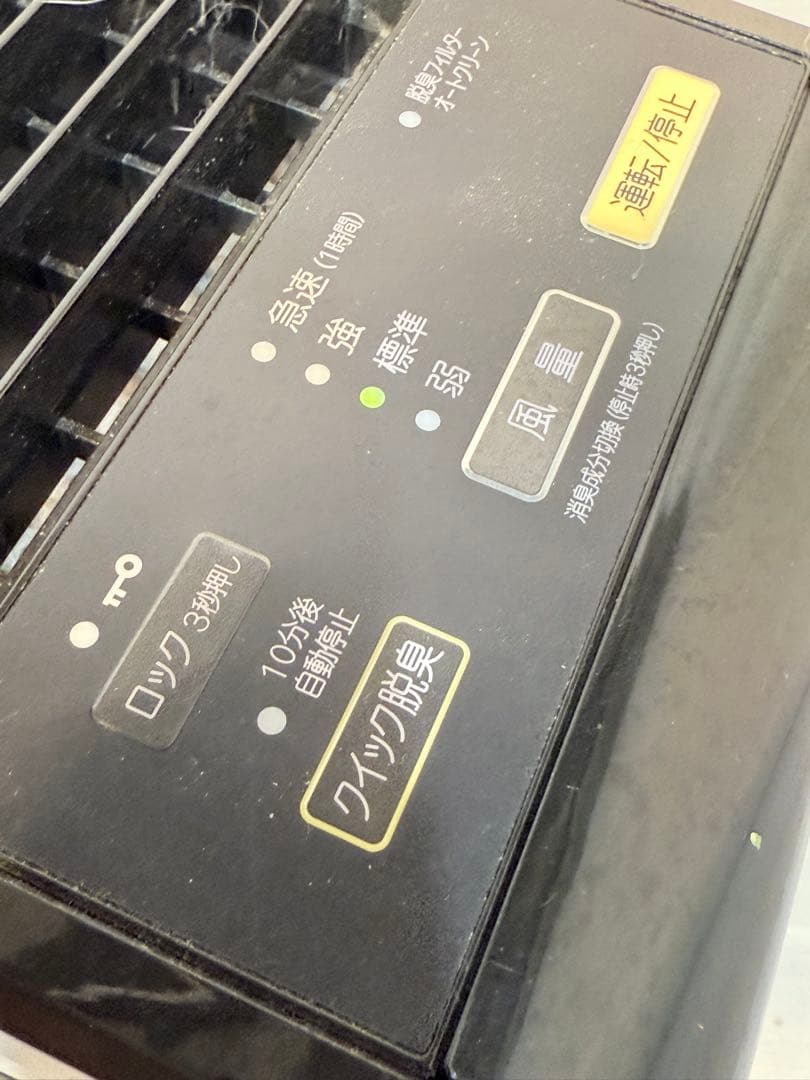 ロック 3秒押し
10分後
自動停止
クイック脱臭
急速(1時間)
強
標準
弱
風量
消臭成分切換(停止時3秒押し)
脱臭フィルター
オートクリーン
運転/停止